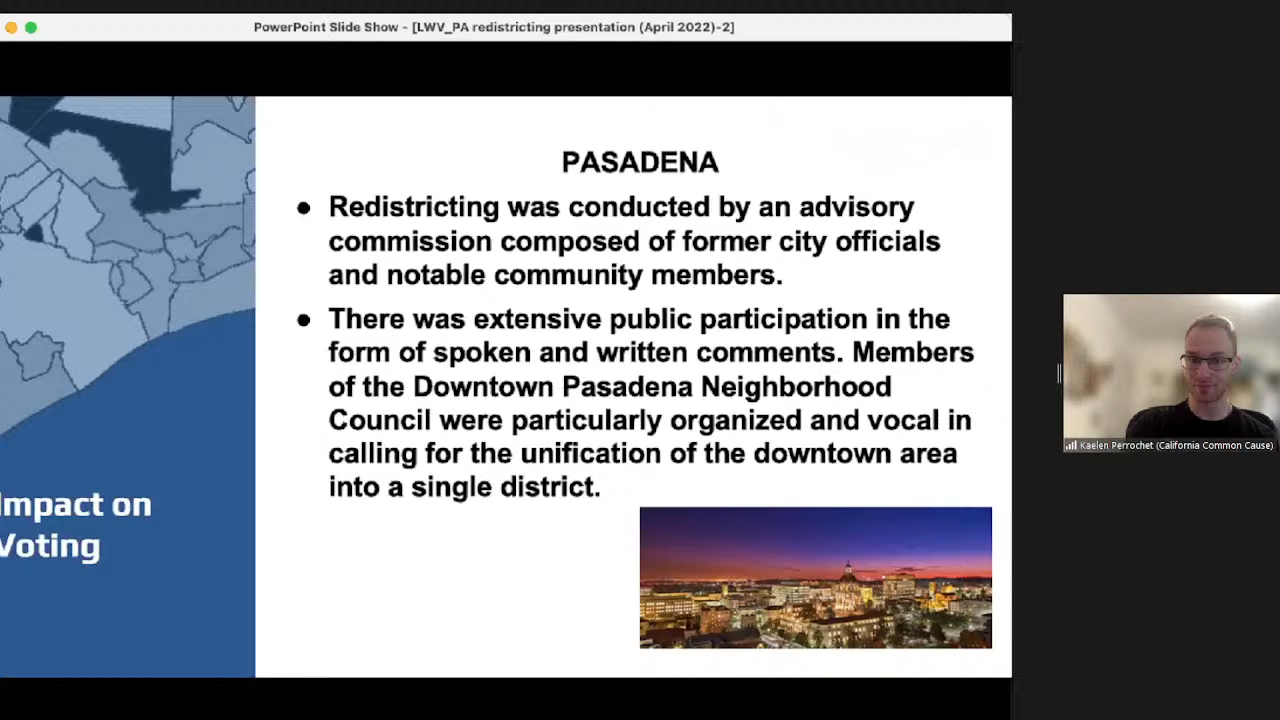 PowerPoint Slide Show - [LWV_PA redistricting presentation (April 2022)-2]
PASADENA
● Redistricting was conducted by an advisory
commission composed of former city officials
and notable community members.
● There was extensive public participation in the
form of spoken and written comments. Members
of the Downtown Pasadena Neighborhood
Council were particularly organized and vocal in
calling for the unification of the downtown area
into a single district.
Impact on
Voting
Kaelen Perrochet (California Common Cause)